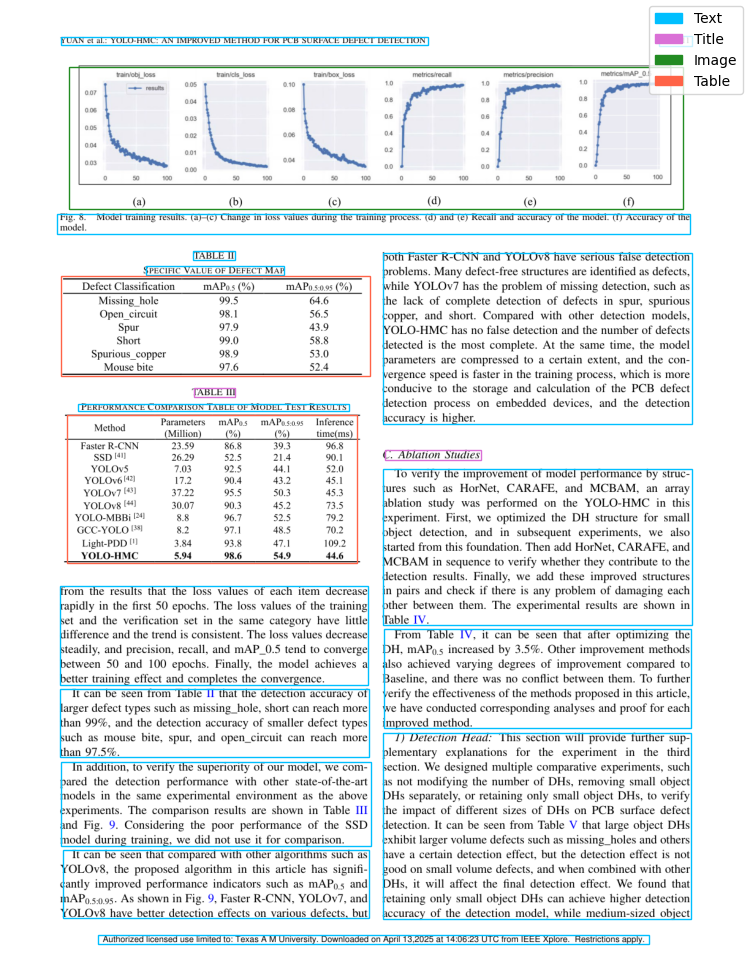 Text
Title
Image
Table
YUAN et al.: YOLO-HMC: AN IMPROVED METHOD FOR PCB SURFACE DEFECT DETECTION
train/obj_loss
train/cls_loss
train/box_loss
metrics/recall
metrics/precision
results
0.07
0.06
0.05
0.04
0.03
0 50 100
0.05
0.04
0.03
0.02
0.01
0.00
0 50 100
0.10
0.08
0.06
0.04
0 50 100
1.0
0.8
0.6
0.4
0.2
0.0
0 50 100
1.0
0.8
0.6
0.4
0.2
0.0
0 50 100
1.0
0.8
0.6
0.4
0.2
0.0
0 50 100
(a) (b) (c) (d) (e) (f)
Fig. 8. Model training results. (a)–(c) Change in loss values during the training process. (d) and (e) Recall and accuracy of the model. (f) Accuracy of the
model.
TABLE II
SPECIFIC VALUE OF DEFECT MAP
Defect Classification mAP0.5 (%) mAP0.5:0.95 (%)
Missing_hole 99.5 64.6
Open_circuit 98.1 56.5
Spur 97.9 43.9
Short 99.0 58.8
Spurious_copper 98.9 53.0
Mouse bite 97.6 52.4
TABLE III
PERFORMANCE COMPARISON TABLE OF MODEL TEST RESULTS
Method Parameters (Million) mAP0.5 (%) mAP0.5:0.95 (%) Inference time(ms)
Faster R-CNN 23.59 86.8 39.3 96.8
SSD [41] 26.29 52.5 21.4 90.1
YOLOv5 7.03 92.5 44.1 52.0
YOLOv6 [42] 17.2 90.4 43.2 45.1
YOLOv7 [43] 37.22 95.5 50.3 45.3
YOLOv8 [44] 30.07 90.3 45.2 73.5
YOLO-MBBi [24] 8.8 96.7 52.5 79.2
GCC-YOLO [38] 8.2 97.1 48.5 70.2
Light-PDD [1] 3.84 93.8 47.1 109.2
YOLO-HMC 5.94 98.6 54.9 44.6
from the results that the loss values of each item decrease
rapidly in the first 50 epochs. The loss values of the training
set and the verification set in the same category have little
difference and the trend is consistent. The loss values decrease
steadily, and precision, recall, and mAP_0.5 tend to converge
between 50 and 100 epochs. Finally, the model achieves a
better training effect and completes the convergence.
It can be seen from Table II that the detection accuracy of
larger defect types such as missing_hole, short can reach more
than 99%, and the detection accuracy of smaller defect types
such as mouse bite, spur, and open_circuit can reach more
than 97.5%.
In addition, to verify the superiority of our model, we com-
pared the detection performance with other state-of-the-art
models in the same experimental environment as the above
experiments. The comparison results are shown in Table III
and Fig. 9. Considering the poor performance of the SSD
model during training, we did not use it for comparison.
It can be seen that compared with other algorithms such as
YOLOv8, the proposed algorithm in this article has signifi-
cantly improved performance indicators such as mAP0.5 and
mAP0.5:0.95. As shown in Fig. 9, Faster R-CNN, YOLOv7, and
YOLOv8 have better detection effects on various defects, but
both Faster R-CNN and YOLOv8 have serious false detection
problems. Many defect-free structures are identified as defects,
while YOLOv7 has the problem of missing detection, such as
the lack of complete detection of defects in spur, spurious
copper, and short. Compared with other detection models,
YOLO-HMC has no false detection and the number of defects
detected is the most complete. At the same time, the model
parameters are compressed to a certain extent, and the con-
vergence speed is faster in the training process, which is more
conducive to the storage and calculation of the PCB defect
detection process on embedded devices, and the detection
accuracy is higher.
C. Ablation Studies
To verify the improvement of model performance by struc-
tures such as HorNet, CARAFE, and MCBAM, an array
ablation study was performed on the YOLO-HMC in this
experiment. First, we optimized the DH structure for small
object detection, and in subsequent experiments, we also
started from this foundation. Then add HorNet, CARAFE, and
MCBAM in sequence to verify whether they contribute to the
detection results. Finally, we add these improved structures
in pairs and check if there is any problem of damaging each
other between them. The experimental results are shown in
Table IV.
From Table IV, it can be seen that after optimizing the
DH, mAP0.5 increased by 3.5%. Other improvement methods
also achieved varying degrees of improvement compared to
Baseline, and there was no conflict between them. To further
verify the effectiveness of the methods proposed in this article,
we have conducted corresponding analyses and proof for each
improved method.
1) Detection Head: This section will provide further sup-
plementary explanations for the experiment in the third
section. We designed multiple comparative experiments, such
as not modifying the number of DHs, removing small object
DHs separately, or retaining only small object DHs, to verify
the impact of different sizes of DHs on PCB surface defect
detection. It can be seen from Table V that large object DHs
exhibit larger volume defects such as missing_holes and others
have a certain detection effect, but the detection effect is not
good on small volume defects, and when combined with other
DHs, it will affect the final detection effect. We found that
retaining only small object DHs can achieve higher detection
accuracy of the detection model, while medium-sized object
Authorized licensed use limited to: Texas A M University. Downloaded on April 13,2025 at 14:06:23 UTC from IEEE Xplore. Restrictions apply.